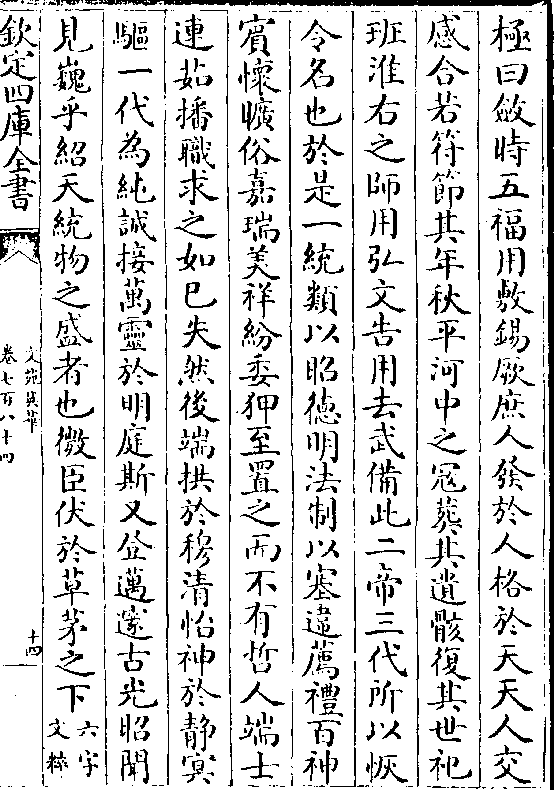 極曰斂時五福用敷錫厥庶人發於人格於天天人交
感合若符節其年秋平河中之冦葬其遺骸復其世祀
班淮右之師用弘文告用去武備此二帝三代所以恢
令名也於是一統類以昭德明法制以塞違薦禮百神
賓懷曠俗嘉瑞美祥紛委狎至置之而不有哲人端士
連茹播職求之如已失然後端拱於穆清怡神於静冥
驅一代為純誠接萬靈於明庭斯又登邁邃古光昭聞
見巍乎紹天統物之盛者也微臣伏於草茅之下六字文粹
欽定四庫全書
文苑英華
卷七百八十四
十四